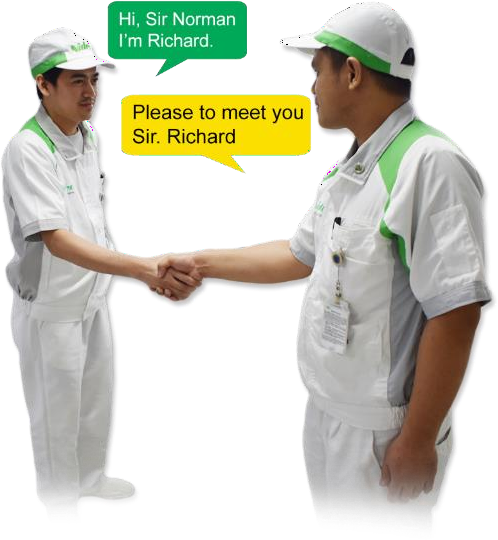 Hi, Sir Norman
I'm Richard.
Please to meet you
Sir. Richard